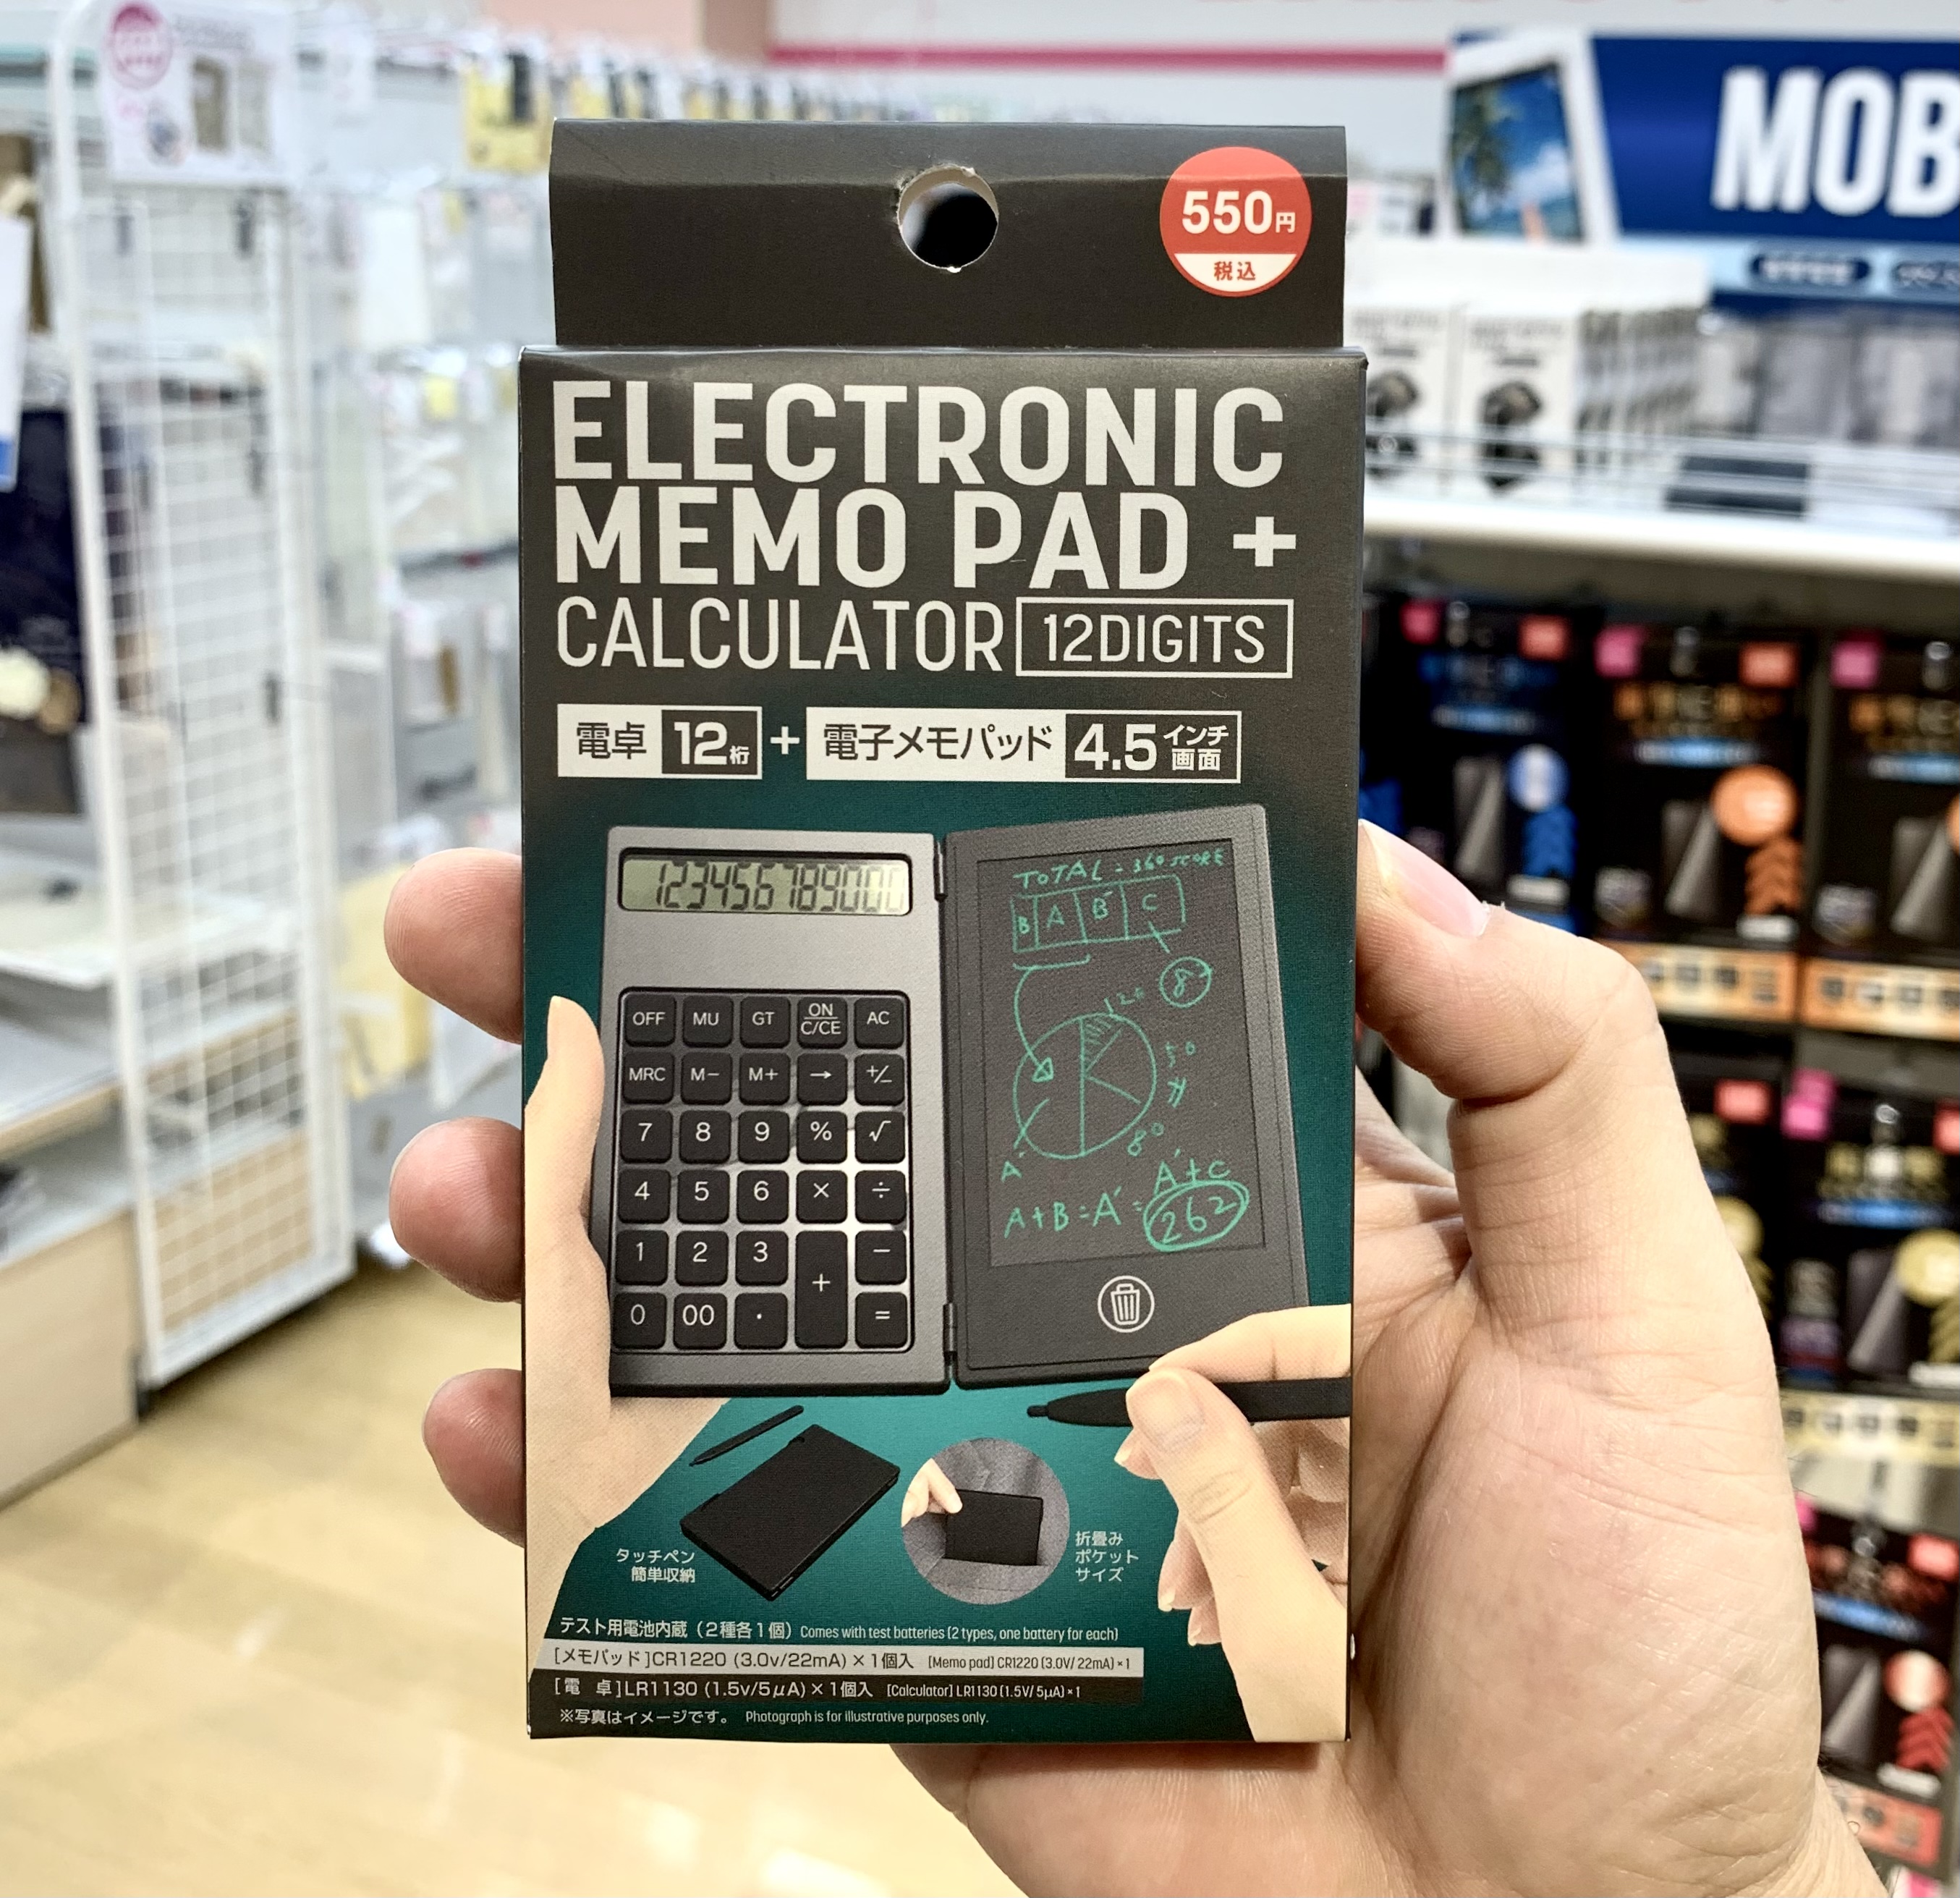 MOB
550円
税込
ELECTRONIC
MEMO PAD +
CALCULATOR 12DIGITS
電卓 12桁 + 電子メモパッド 4.5インチ画面
TOTAL = 360 SCORE
B A B' C
8
50
80
A'
A'+C
A+B=A'= 262
OFF MU GT ON C/CE AC
MRC M− M+ → +/−
7 8 9 % √
4 5 6 × ÷
1 2 3 + −
0 00 . =
タッチペン
簡単収納
折畳み
ポケット
サイズ
テスト用電池内蔵（2種各1個） Comes with test batteries (2 types, one battery for each)
［メモパッド］CR1220 (3.0v/22mA) × 1個入 [Memo pad] CR1220 (3.0V/ 22mA) × 1
［電 卓］LR1130 (1.5v/5μA) × 1個入 [Calculator] LR1130 (1.5V/ 5μA) × 1
※写真はイメージです。 Photograph is for illustrative purposes only.